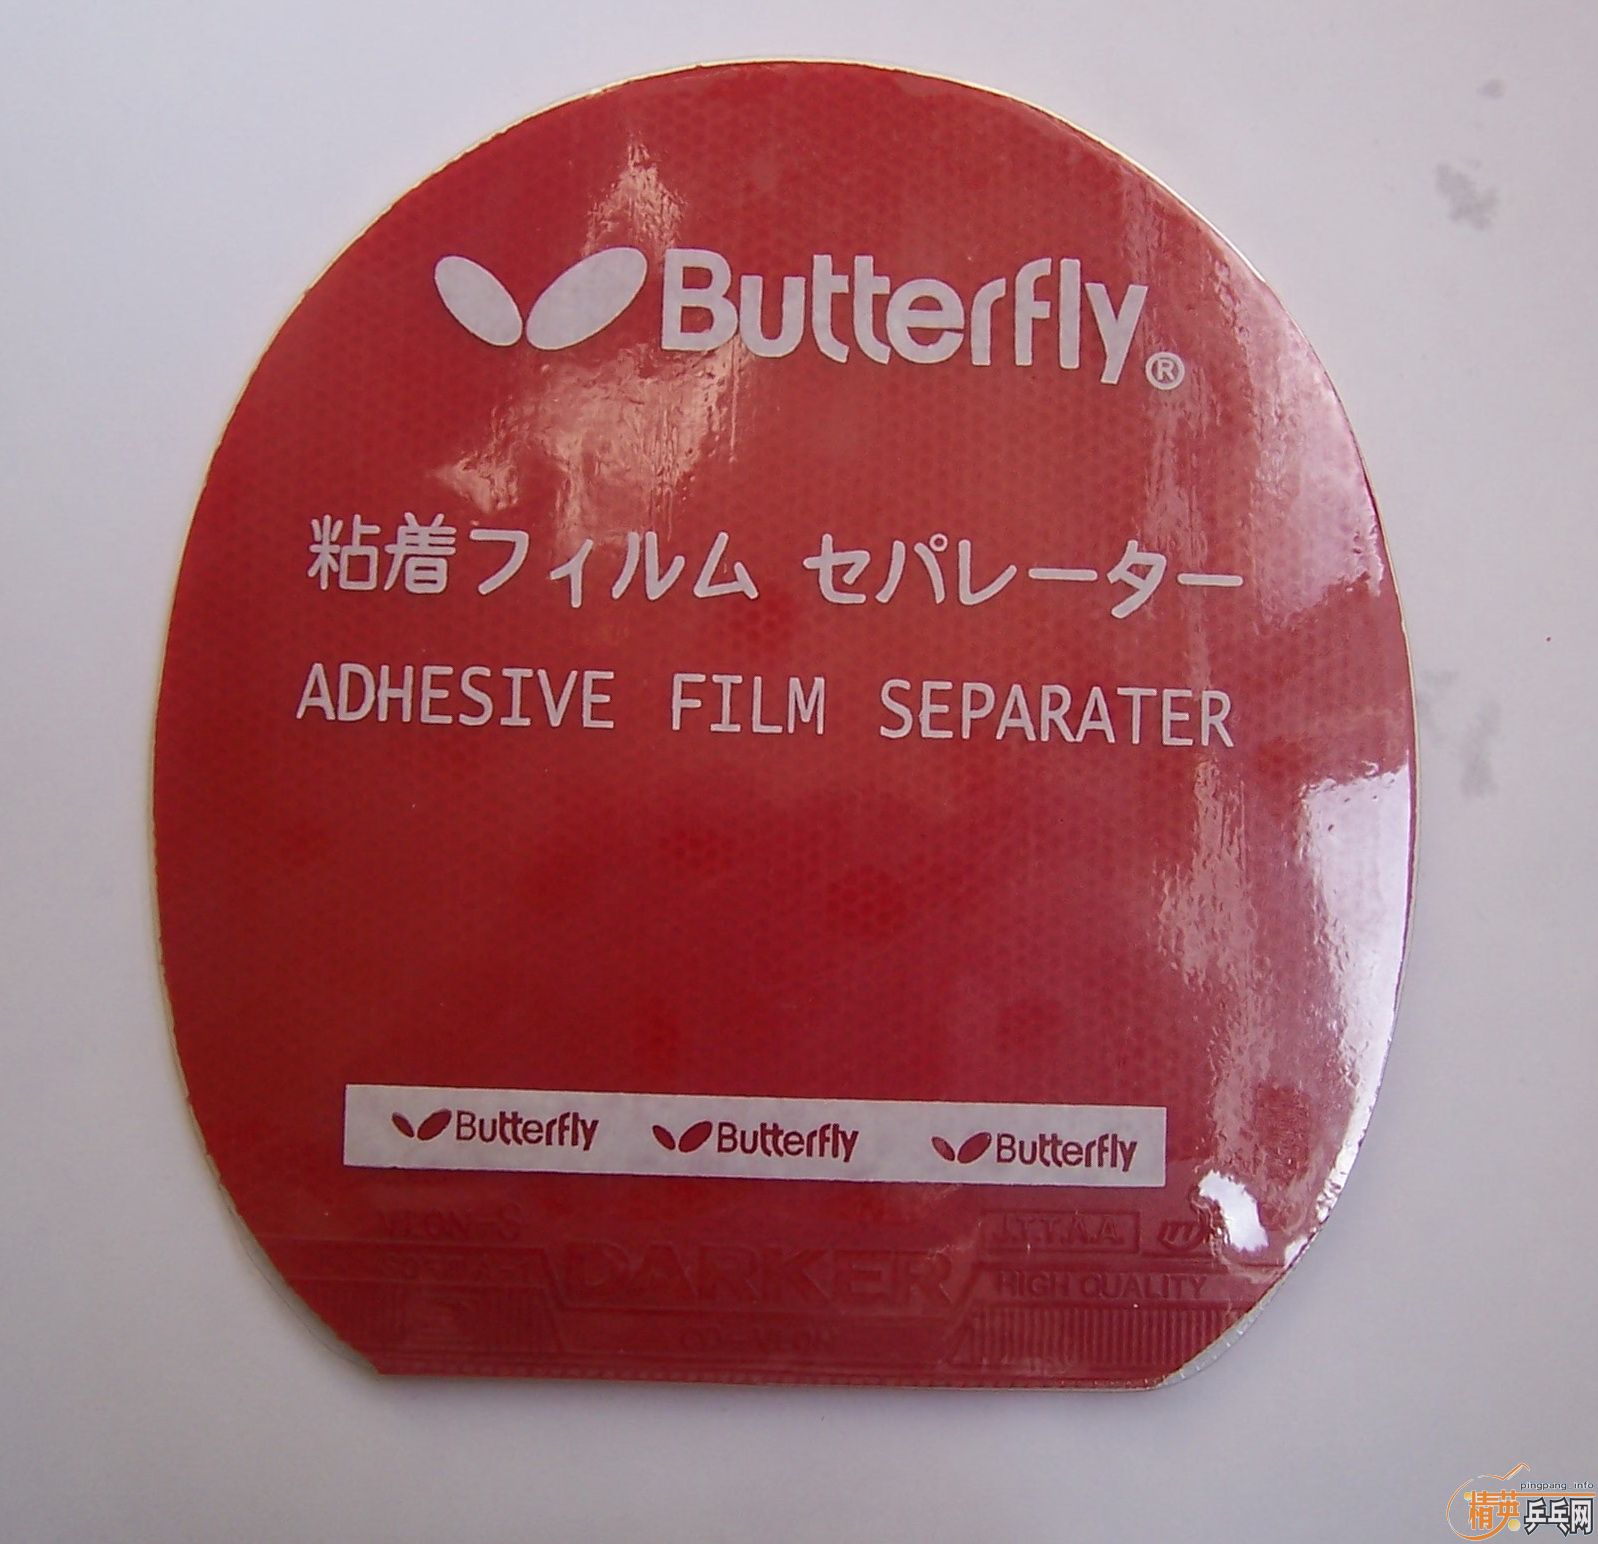 Butterfly®
粘着フィルム セパレーター
ADHESIVE FILM SEPARATER
Butterfly Butterfly Butterfly
J.T.T.A.A.
DARKER
HIGH QUALITY
pingpang.info
精英乒乓网